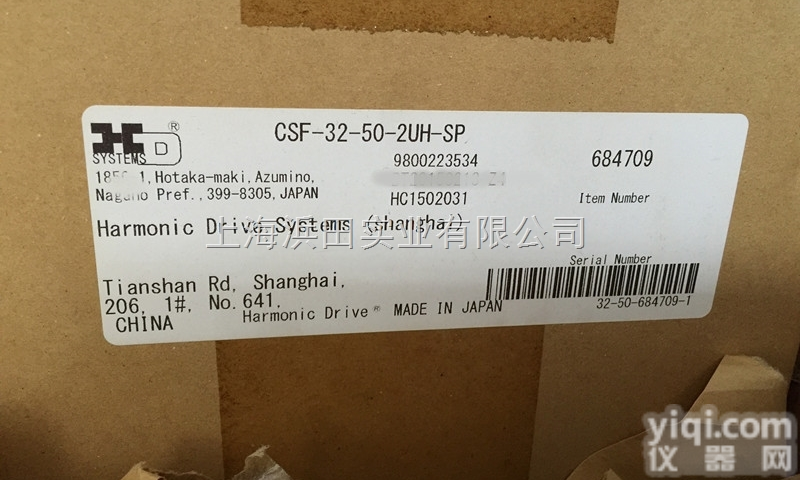 HD®
SYSTEMS
CSF-32-50-2UH-SP
9800223534
684709
1, Hotaka-maki, Azumino,
Nagano Pref., 399-8305, JAPAN
HC1502031
Item Number
Harmonic Drive Systems (shanghai)
上海浜田实业有限公司
Serial Number
Tianshan Rd, Shanghai,
206, 1#, No. 641,
CHINA
Harmonic Drive® MADE IN JAPAN
32-50-684709-1
yiqi.com
仪器网